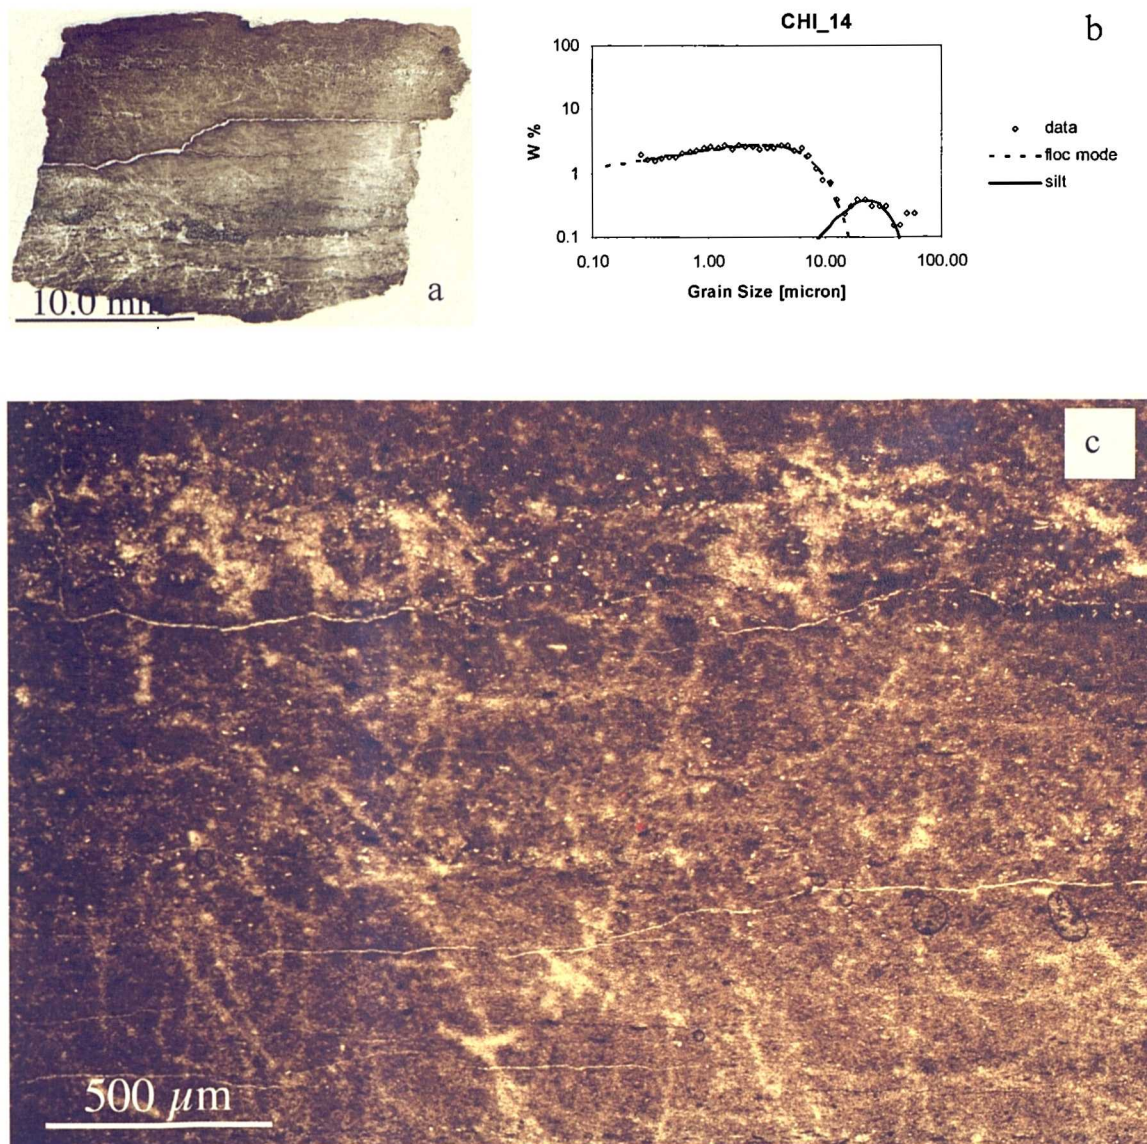 10.0 mm
a
CHI_14
b
100
10
1
0.1
W %
0.10 1.00 10.00 100.00
Grain Size [micron]
data
floc mode
silt
c
500 µm